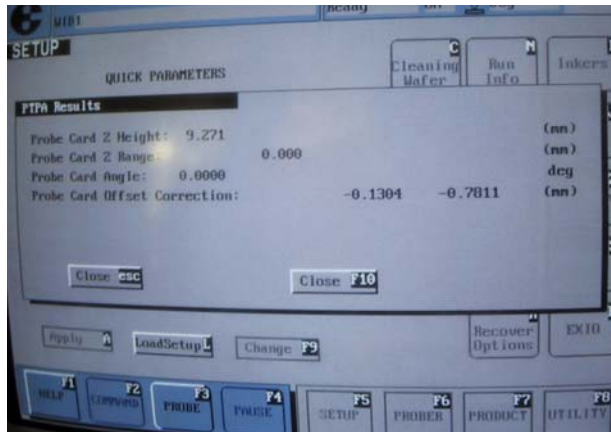 WIB1
Ready
SETUP
QUICK PARAMETERS
C
Cleaning
Wafer
N
Run
Info
Inkers
PTPA Results
Probe Card Z Height: 9.271 (mm)
Probe Card Z Range: 0.000 (mm)
Probe Card Angle: 0.0000 deg
Probe Card Offset Correction: -0.1304 -0.7811 (mm)
Close esc
Close F10
Apply A
LoadSetup L
Change F9
Recover
Options
EXIO
HELP F1
COMMAND F2
PROBE F3
PAUSE F4
SETUP F5
PROBER F6
PRODUCT F7
UTILITY F8